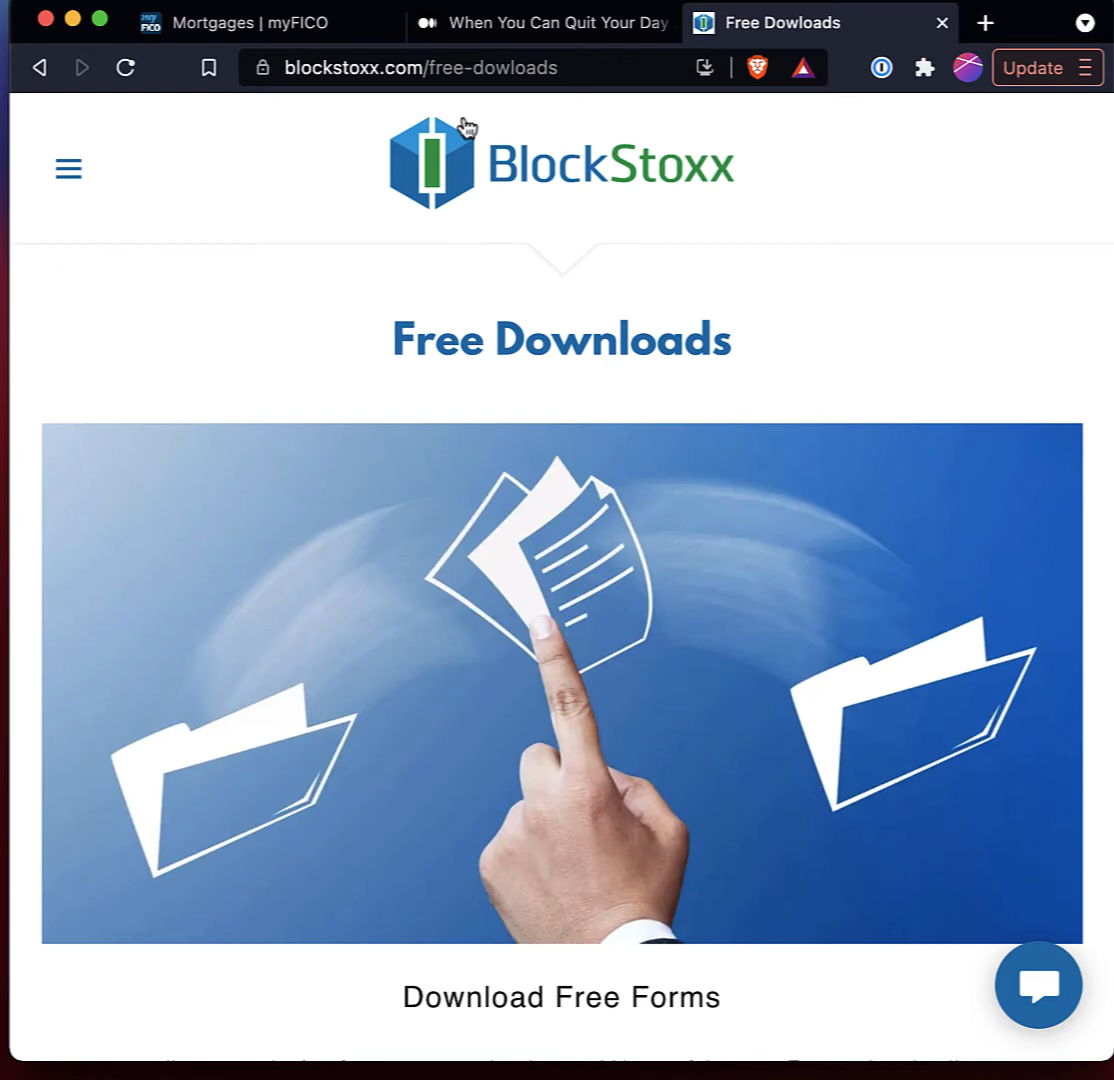 Mortgages | myFICO
When You Can Quit Your Day
Free Dowloads
blockstoxx.com/free-dowloads
Update
BlockStoxx
Free Downloads
Download Free Forms